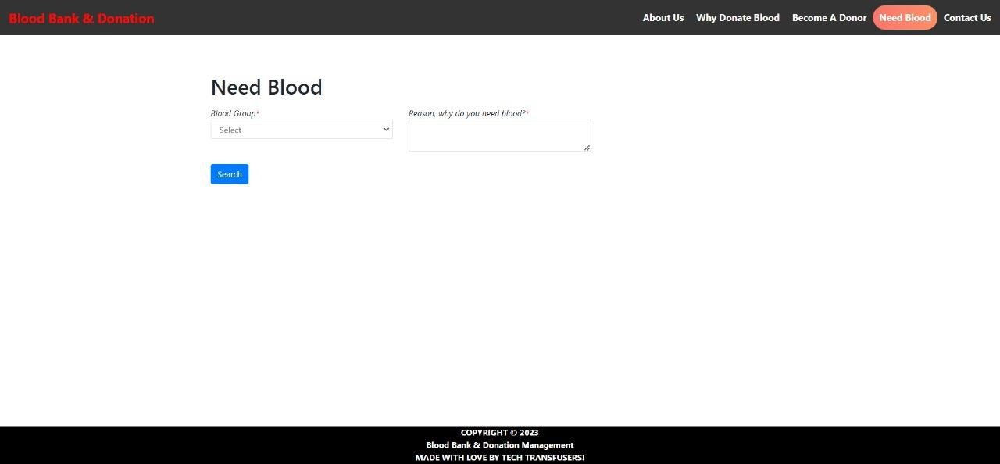 Blood Bank & Donation
About Us Why Donate Blood Become A Donor Need Blood Contact Us
Need Blood
Blood Group* Reason, why do you need blood?*
Select
Search
COPYRIGHT © 2023
Blood Bank & Donation Management
MADE WITH LOVE BY TECH TRANSFUSERS!